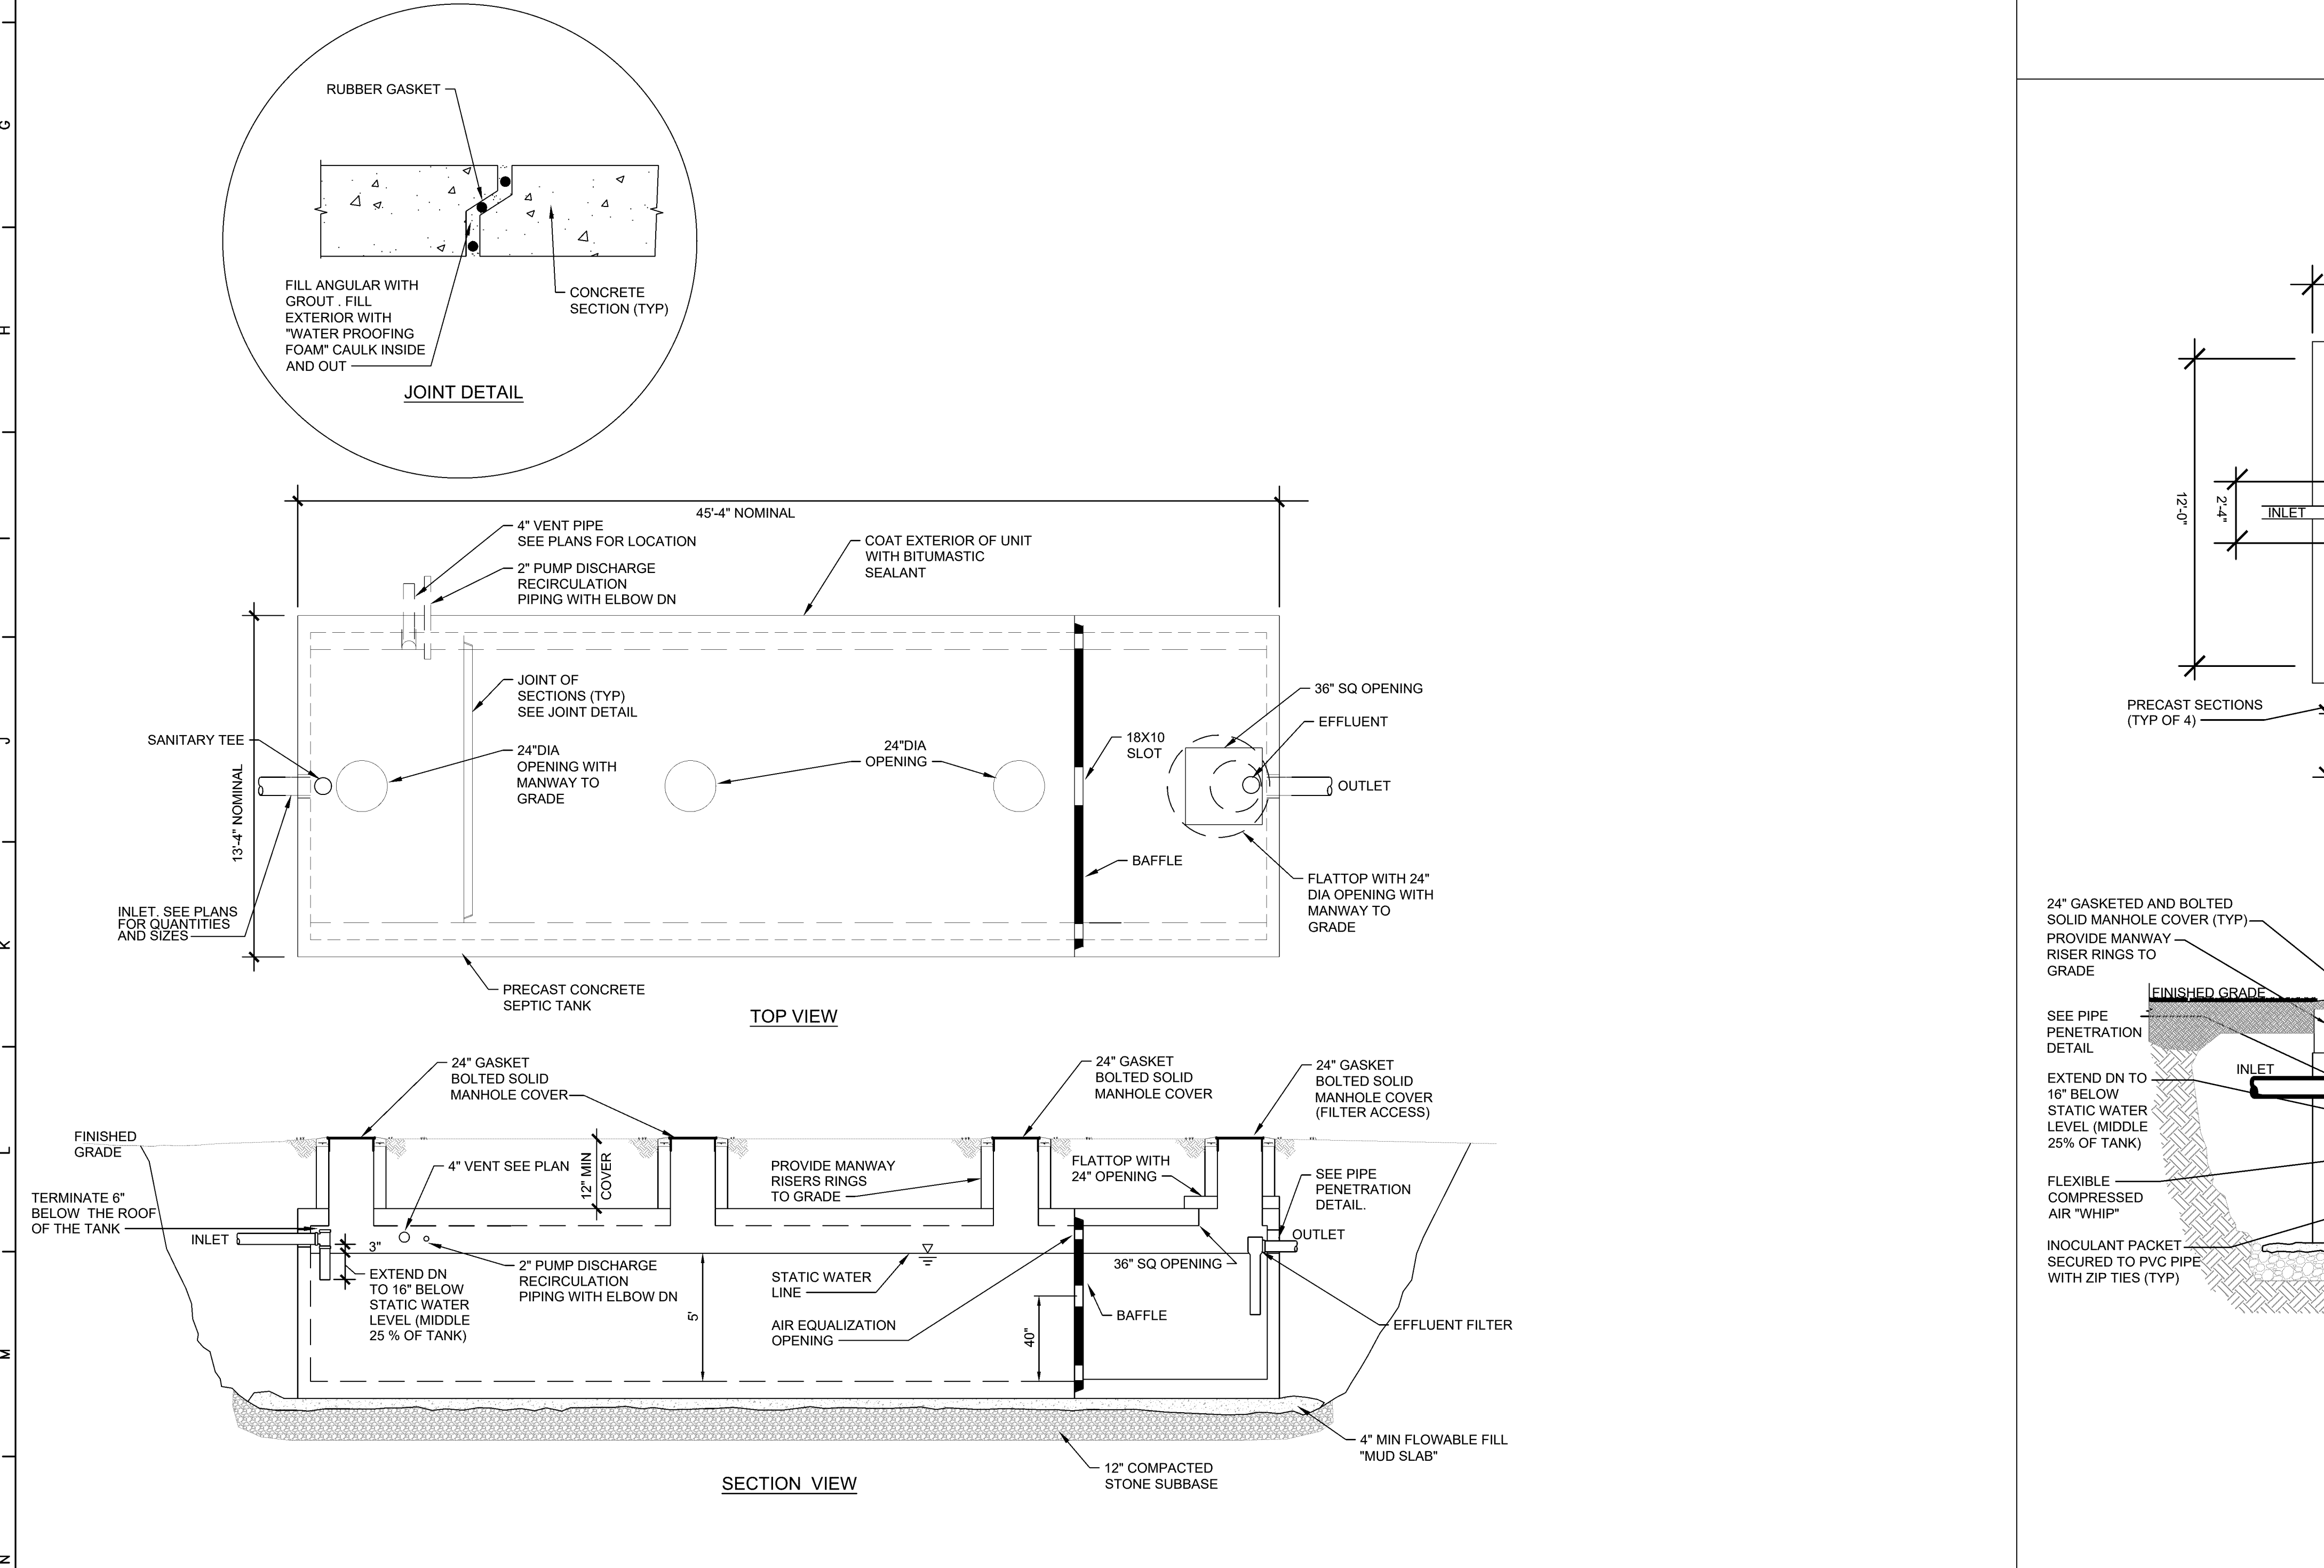 G
H
I
J
K
L
M
N
RUBBER GASKET
FILL ANGULAR WITH
GROUT . FILL
EXTERIOR WITH
"WATER PROOFING
FOAM" CAULK INSIDE
AND OUT
CONCRETE
SECTION (TYP)
JOINT DETAIL
45'-4" NOMINAL
4" VENT PIPE
SEE PLANS FOR LOCATION
2" PUMP DISCHARGE
RECIRCULATION
PIPING WITH ELBOW DN
COAT EXTERIOR OF UNIT
WITH BITUMASTIC
SEALANT
JOINT OF
SECTIONS (TYP)
SEE JOINT DETAIL
36" SQ OPENING
EFFLUENT
SANITARY TEE
24"DIA
OPENING WITH
MANWAY TO
GRADE
24"DIA
OPENING
18X10
SLOT
OUTLET
13'-4" NOMINAL
BAFFLE
INLET. SEE PLANS
FOR QUANTITIES
AND SIZES
FLATTOP WITH 24"
DIA OPENING WITH
MANWAY TO
GRADE
PRECAST CONCRETE
SEPTIC TANK
TOP VIEW
24" GASKET
BOLTED SOLID
MANHOLE COVER
24" GASKET
BOLTED SOLID
MANHOLE COVER
24" GASKET
BOLTED SOLID
MANHOLE COVER
(FILTER ACCESS)
FINISHED
GRADE
4" VENT SEE PLAN
12" MIN
COVER
PROVIDE MANWAY
RISERS RINGS
TO GRADE
FLATTOP WITH
24" OPENING
SEE PIPE
PENETRATION
DETAIL.
TERMINATE 6"
BELOW THE ROOF
OF THE TANK
INLET
3"
OUTLET
EXTEND DN
TO 16" BELOW
STATIC WATER
LEVEL (MIDDLE
25 % OF TANK)
2" PUMP DISCHARGE
RECIRCULATION
PIPING WITH ELBOW DN
STATIC WATER
LINE
36" SQ OPENING
5'
AIR EQUALIZATION
OPENING
40"
BAFFLE
EFFLUENT FILTER
4" MIN FLOWABLE FILL
"MUD SLAB"
12" COMPACTED
STONE SUBBASE
SECTION VIEW
12'-0"
2'-4"
INLET
PRECAST SECTIONS
(TYP OF 4)
24" GASKETED AND BOLTED
SOLID MANHOLE COVER (TYP)
PROVIDE MANWAY
RISER RINGS TO
GRADE
FINISHED GRADE
SEE PIPE
PENETRATION
DETAIL
INLET
EXTEND DN TO
16" BELOW
STATIC WATER
LEVEL (MIDDLE
25% OF TANK)
FLEXIBLE
COMPRESSED
AIR "WHIP"
INOCULANT PACKET
SECURED TO PVC PIPE
WITH ZIP TIES (TYP)